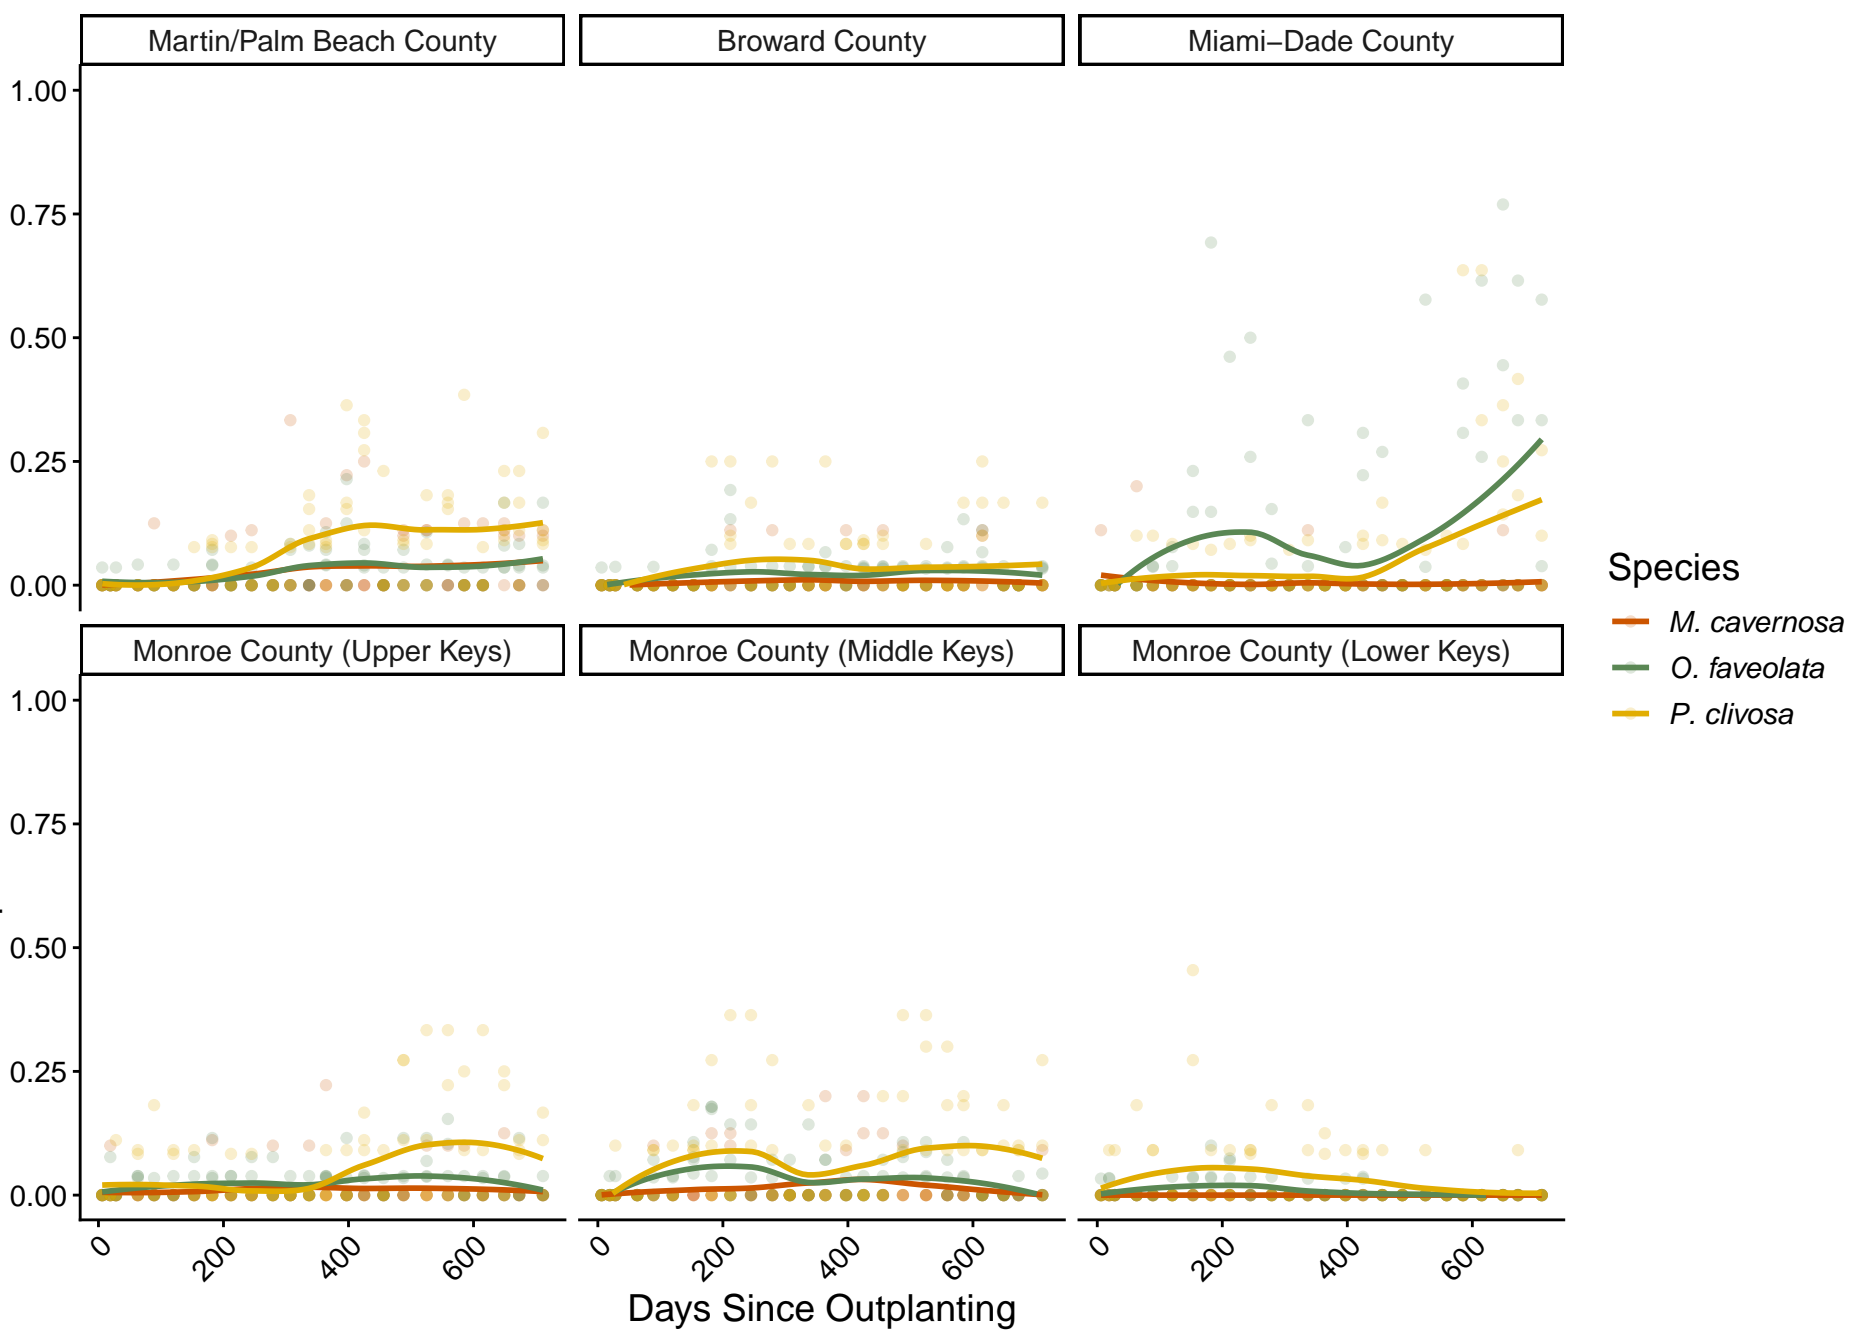 Martin/Palm Beach County
Broward County
Miami−Dade County
1.00
0.75
0.50
0.25
0.00
Monroe County (Upper Keys)
Monroe County (Middle Keys)
Monroe County (Lower Keys)
1.00
0.75
0.50
0.25
0.00
0
200
400
600
0
200
400
600
0
200
400
600
Days Since Outplanting
Species
M. cavernosa
O. faveolata
P. clivosa